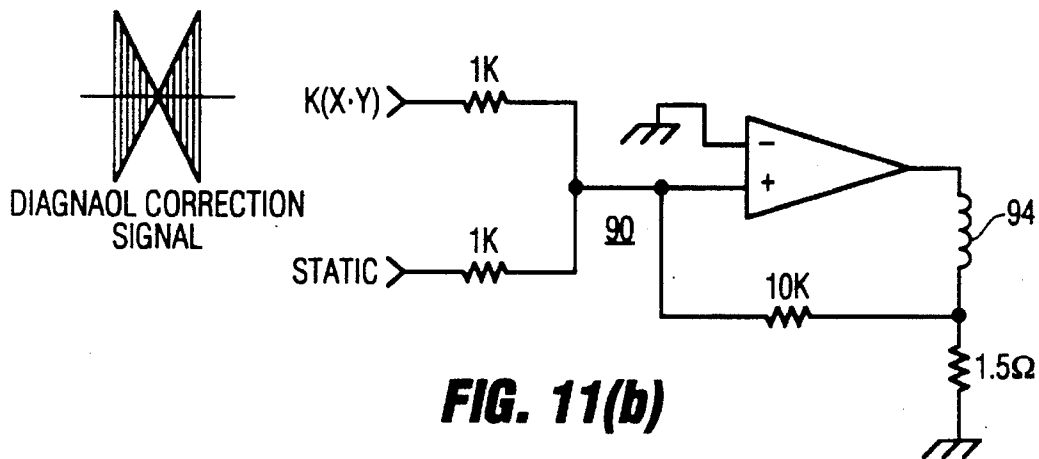 1K
K(X·Y)
DIAGNAOL CORRECTION
SIGNAL
STATIC
1K
90
−
+
94
10K
1.5Ω
FIG. 11(b)